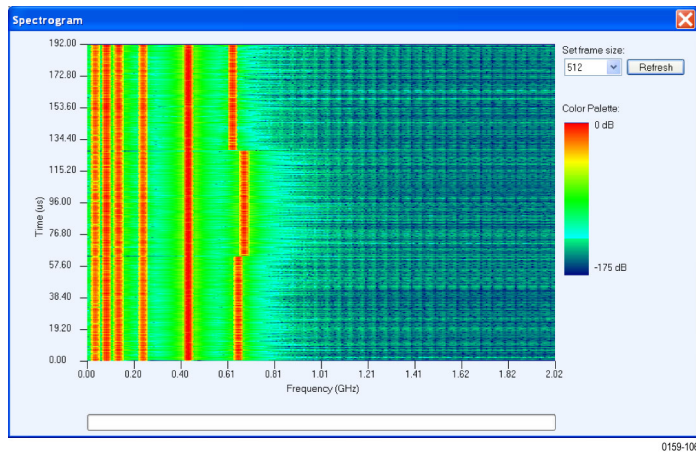 Spectrogram
192.00
172.80
153.60
134.40
115.20
96.00
76.80
57.60
38.40
19.20
0.00
Time (us)
0.00 0.20 0.40 0.61 0.81 1.01 1.21 1.41 1.62 1.82 2.02
Frequency (GHz)
Set frame size:
512 Refresh
Color Palette:
0 dB
-175 dB
0159-106